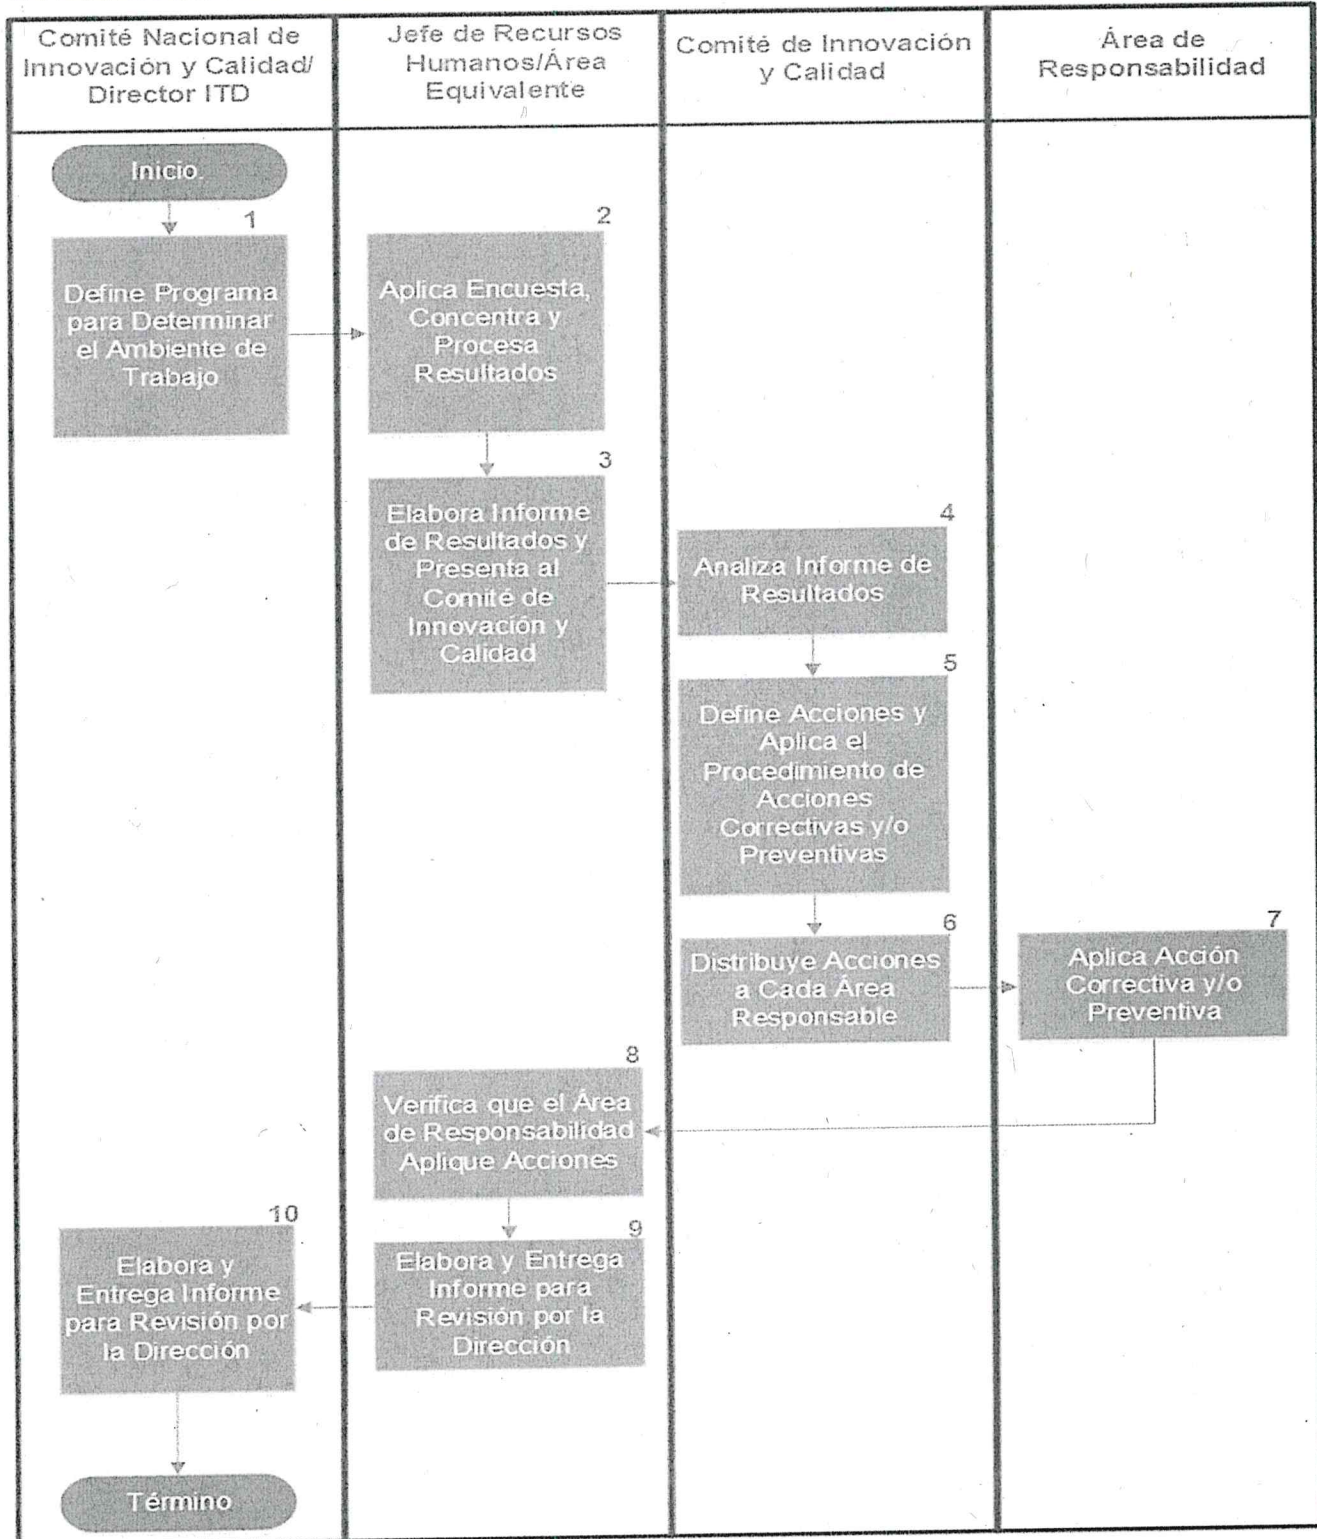 Comité Nacional de
Innovación y Calidad/
Director ITD
Jefe de Recursos
Humanos/Área
Equivalente
Comité de Innovación
y Calidad
Área de
Responsabilidad
Inicio.
1
Define Programa
para Determinar
el Ambiente de
Trabajo
2
Aplica Encuesta,
Concentra y
Procesa
Resultados
3
Elabora Informe
de Resultados y
Presenta al
Comité de
Innovación y
Calidad
4
Analiza Informe de
Resultados
5
Define Acciones y
Aplica el
Procedimiento de
Acciones
Correctivas y/o
Preventivas
6
Distribuye Acciones
a Cada Área
Responsable
7
Aplica Acción
Correctiva y/o
Preventiva
8
Verifica que el Área
de Responsabilidad
Aplique Acciones
9
Elabora y Entrega
Informe para
Revisión por la
Dirección
10
Elabora y
Entrega Informe
para Revisión por
la Dirección
Término